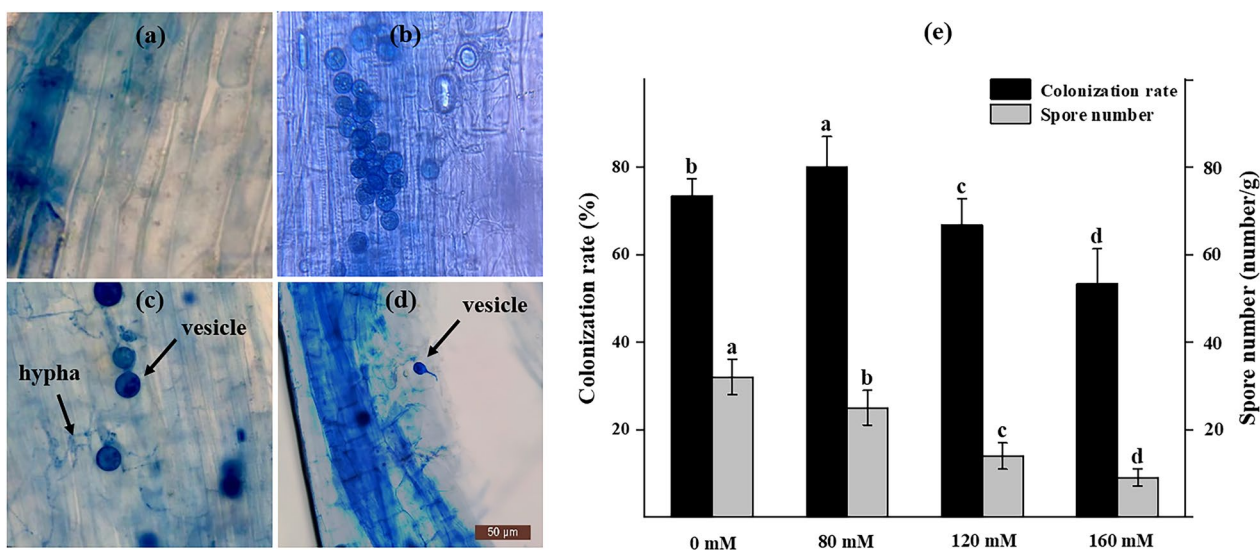 (a)
(b)
(c)
vesicle
hypha
(d)
vesicle
50 µm
(e)
Colonization rate
Spore number
Colonization rate (%)
80
60
40
20
b
a
a
b
c
c
d
d
80
60
40
20
Spore number (number/g)
0 mM
80 mM
120 mM
160 mM